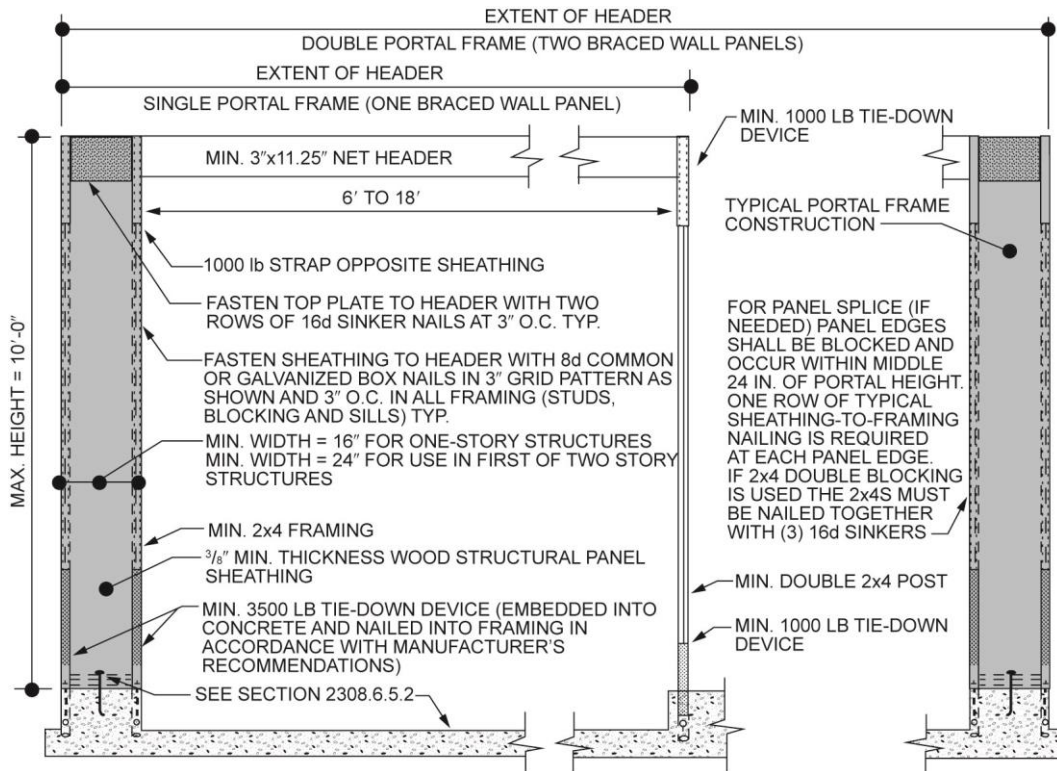 EXTENT OF HEADER
DOUBLE PORTAL FRAME (TWO BRACED WALL PANELS)
EXTENT OF HEADER
SINGLE PORTAL FRAME (ONE BRACED WALL PANEL)
MIN. 1000 LB TIE-DOWN
DEVICE
MIN. 3″x11.25″ NET HEADER
6′ TO 18′
TYPICAL PORTAL FRAME
CONSTRUCTION
1000 lb STRAP OPPOSITE SHEATHING
FASTEN TOP PLATE TO HEADER WITH TWO
ROWS OF 16d SINKER NAILS AT 3″ O.C. TYP.
FASTEN SHEATHING TO HEADER WITH 8d COMMON
OR GALVANIZED BOX NAILS IN 3″ GRID PATTERN AS
SHOWN AND 3″ O.C. IN ALL FRAMING (STUDS,
BLOCKING AND SILLS) TYP.
MIN. WIDTH = 16″ FOR ONE-STORY STRUCTURES
MIN. WIDTH = 24″ FOR USE IN FIRST OF TWO STORY
STRUCTURES
MAX. HEIGHT = 10′-0″
FOR PANEL SPLICE (IF
NEEDED) PANEL EDGES
SHALL BE BLOCKED AND
OCCUR WITHIN MIDDLE
24 IN. OF PORTAL HEIGHT.
ONE ROW OF TYPICAL
SHEATHING-TO-FRAMING
NAILING IS REQUIRED
AT EACH PANEL EDGE.
IF 2x4 DOUBLE BLOCKING
IS USED THE 2x4S MUST
BE NAILED TOGETHER
WITH (3) 16d SINKERS
MIN. 2x4 FRAMING
3/8″ MIN. THICKNESS WOOD STRUCTURAL PANEL
SHEATHING
MIN. DOUBLE 2x4 POST
MIN. 3500 LB TIE-DOWN DEVICE (EMBEDDED INTO
CONCRETE AND NAILED INTO FRAMING IN
ACCORDANCE WITH MANUFACTURER'S
RECOMMENDATIONS)
MIN. 1000 LB TIE-DOWN
DEVICE
SEE SECTION 2308.6.5.2